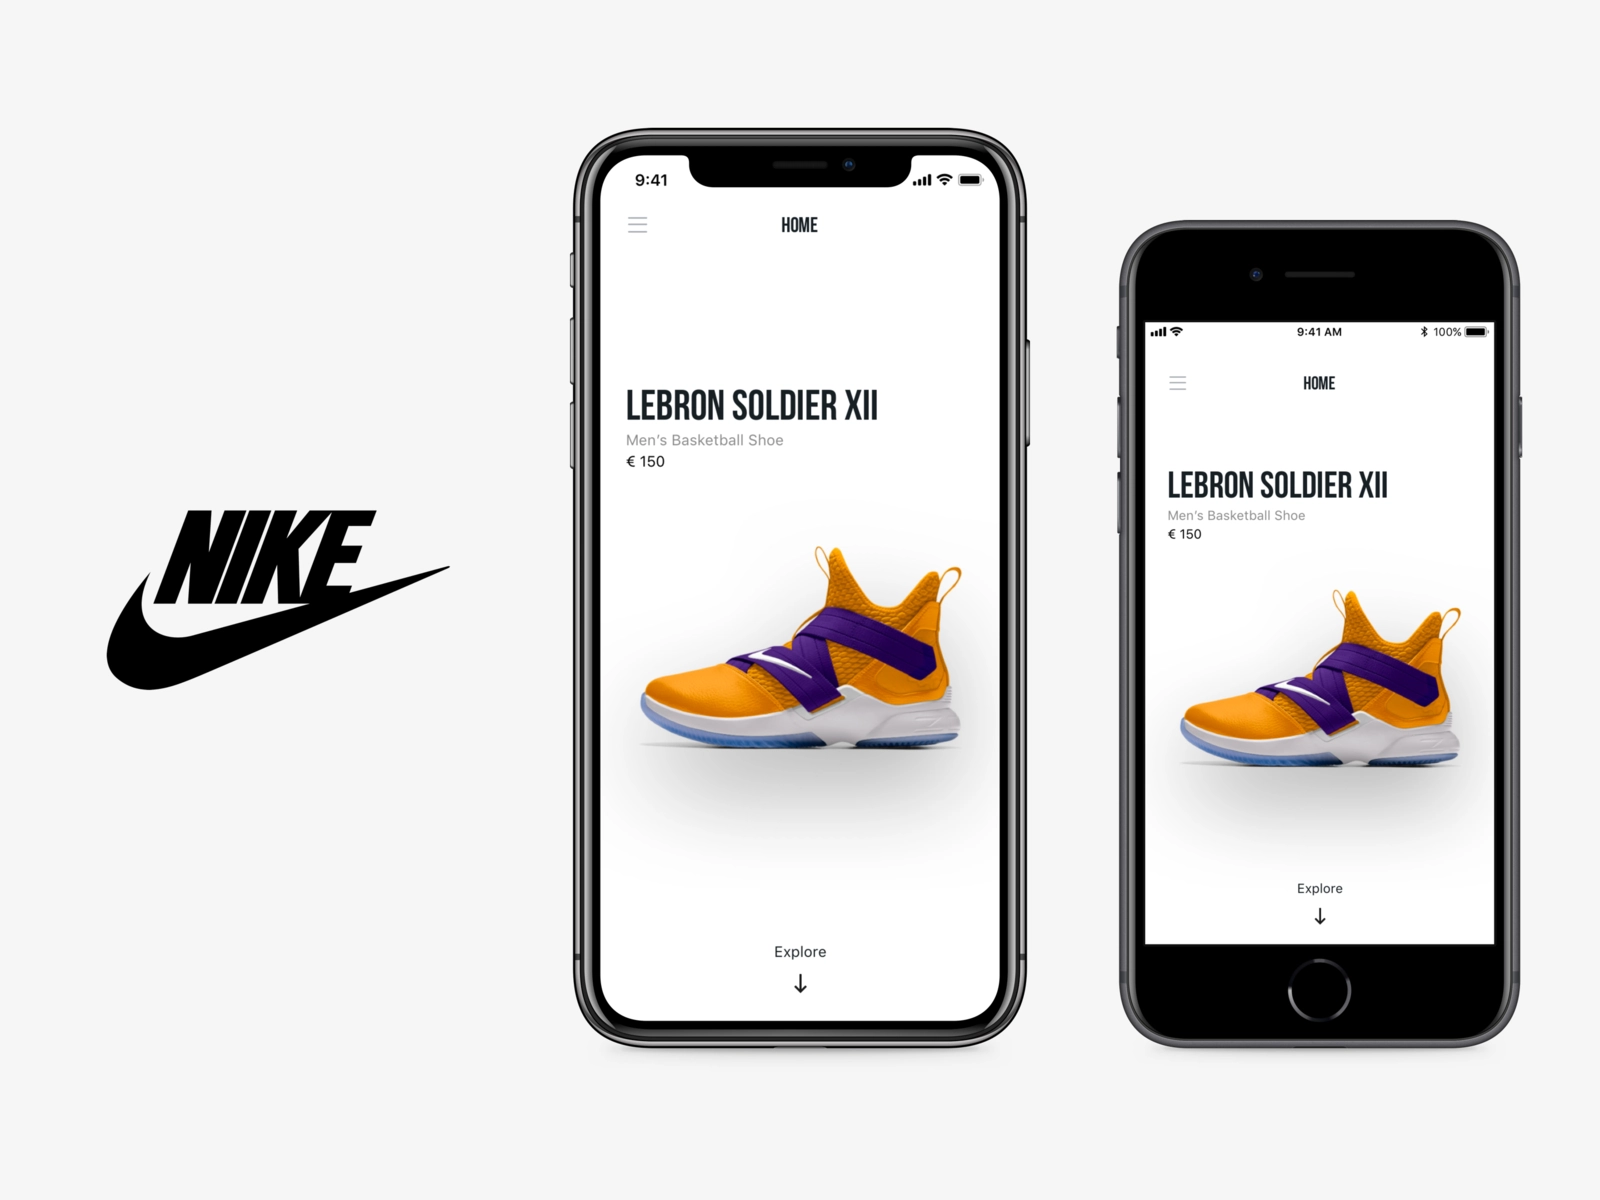 NIKE
9:41
HOME
LEBRON SOLDIER XII
Men's Basketball Shoe
€ 150
Explore
9:41 AM
100%
HOME
LEBRON SOLDIER XII
Men's Basketball Shoe
€ 150
Explore